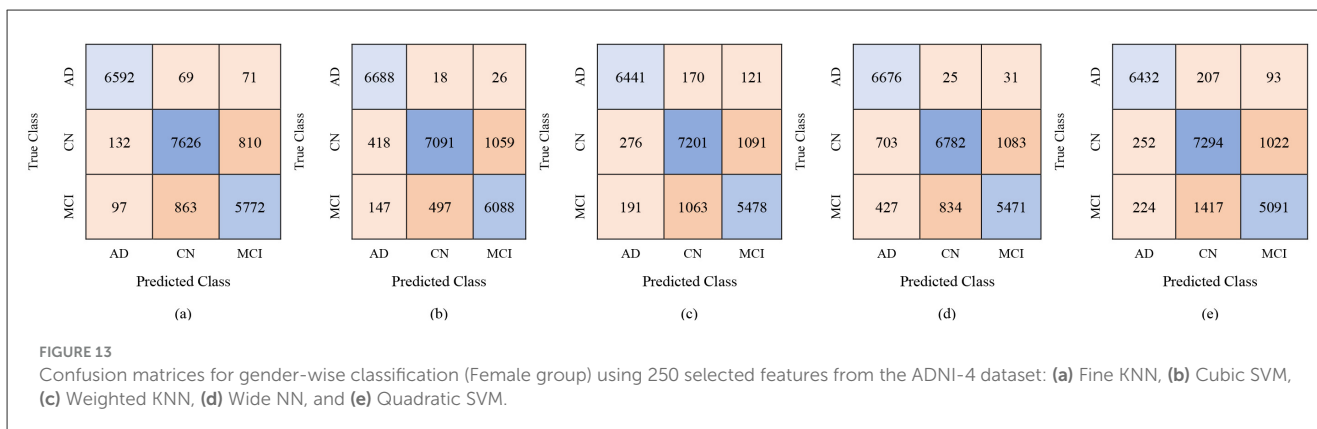 True Class
AD 6592 69 71
CN 132 7626 810
MCI 97 863 5772
AD CN MCI
Predicted Class
(a)
True Class
AD 6688 18 26
CN 418 7091 1059
MCI 147 497 6088
AD CN MCI
Predicted Class
(b)
True Class
AD 6441 170 121
CN 276 7201 1091
MCI 191 1063 5478
AD CN MCI
Predicted Class
(c)
True Class
AD 6676 25 31
CN 703 6782 1083
MCI 427 834 5471
AD CN MCI
Predicted Class
(d)
True Class
AD 6432 207 93
CN 252 7294 1022
MCI 224 1417 5091
AD CN MCI
Predicted Class
(e)
FIGURE 13
Confusion matrices for gender-wise classification (Female group) using 250 selected features from the ADNI-4 dataset: (a) Fine KNN, (b) Cubic SVM,
(c) Weighted KNN, (d) Wide NN, and (e) Quadratic SVM.